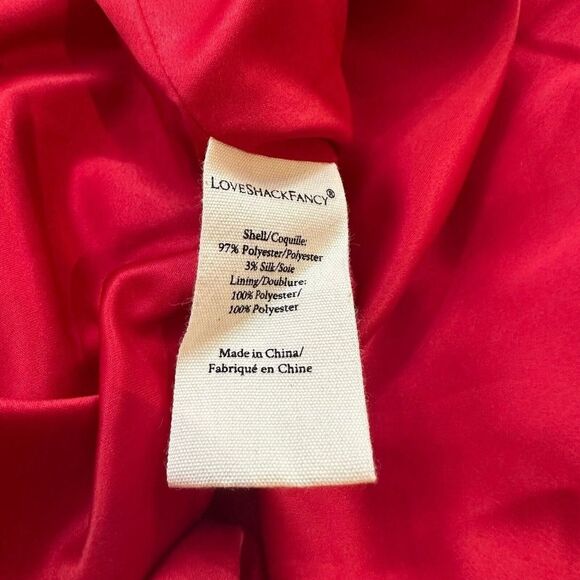 LOVESHACKFANCY®
Shell/Coquille:
97% Polyester/Polyester
3% Silk/Soie
Lining/Doublure:
100% Polyester/
100% Polyester
Made in China/
Fabriqué en Chine